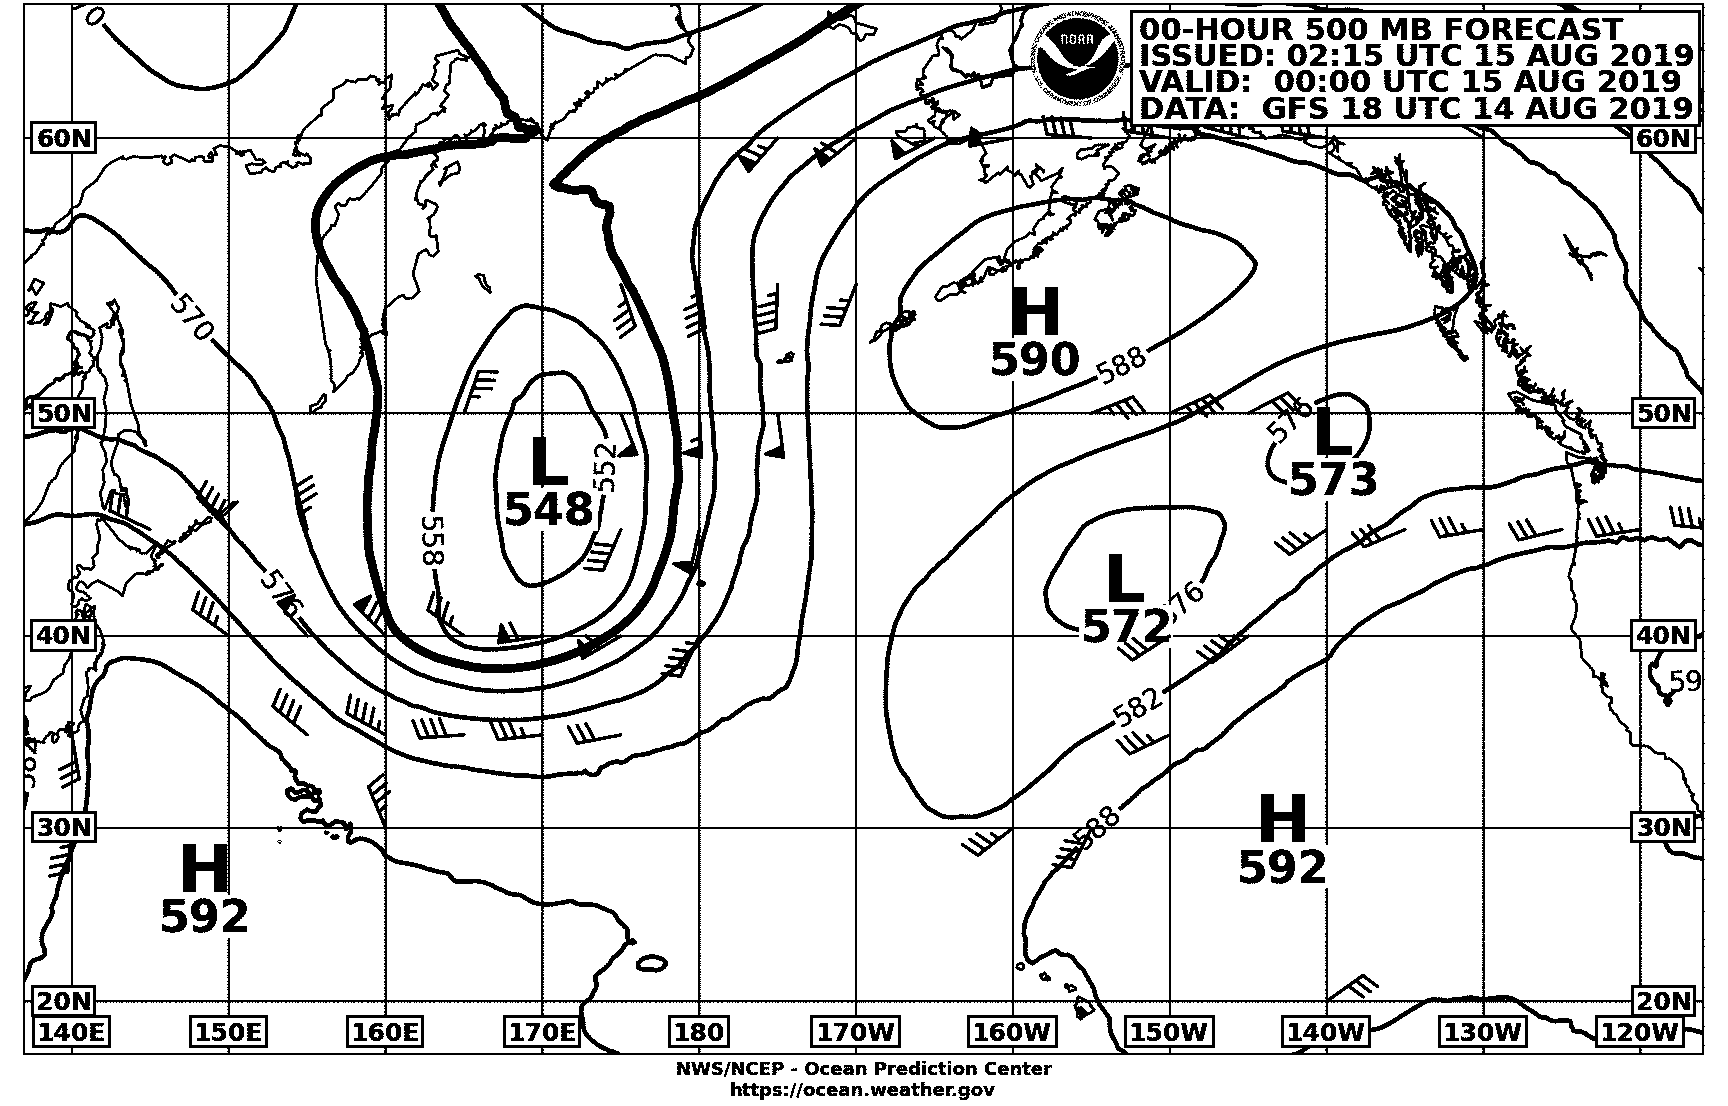 0
NOAA
00-HOUR 500 MB FORECAST
ISSUED: 02:15 UTC 15 AUG 2019
VALID: 00:00 UTC 15 AUG 2019
DATA: GFS 18 UTC 14 AUG 2019
60N
60N
570
H
590
588
50N
50N
576
L
573
L
548
552
558
576
L
572
576
40N
40N
59
582
584
H
592
588
30N
30N
H
592
20N
20N
140E
150E
160E
170E
180
170W
160W
150W
140W
130W
120W
NWS/NCEP - Ocean Prediction Center
https://ocean.weather.gov